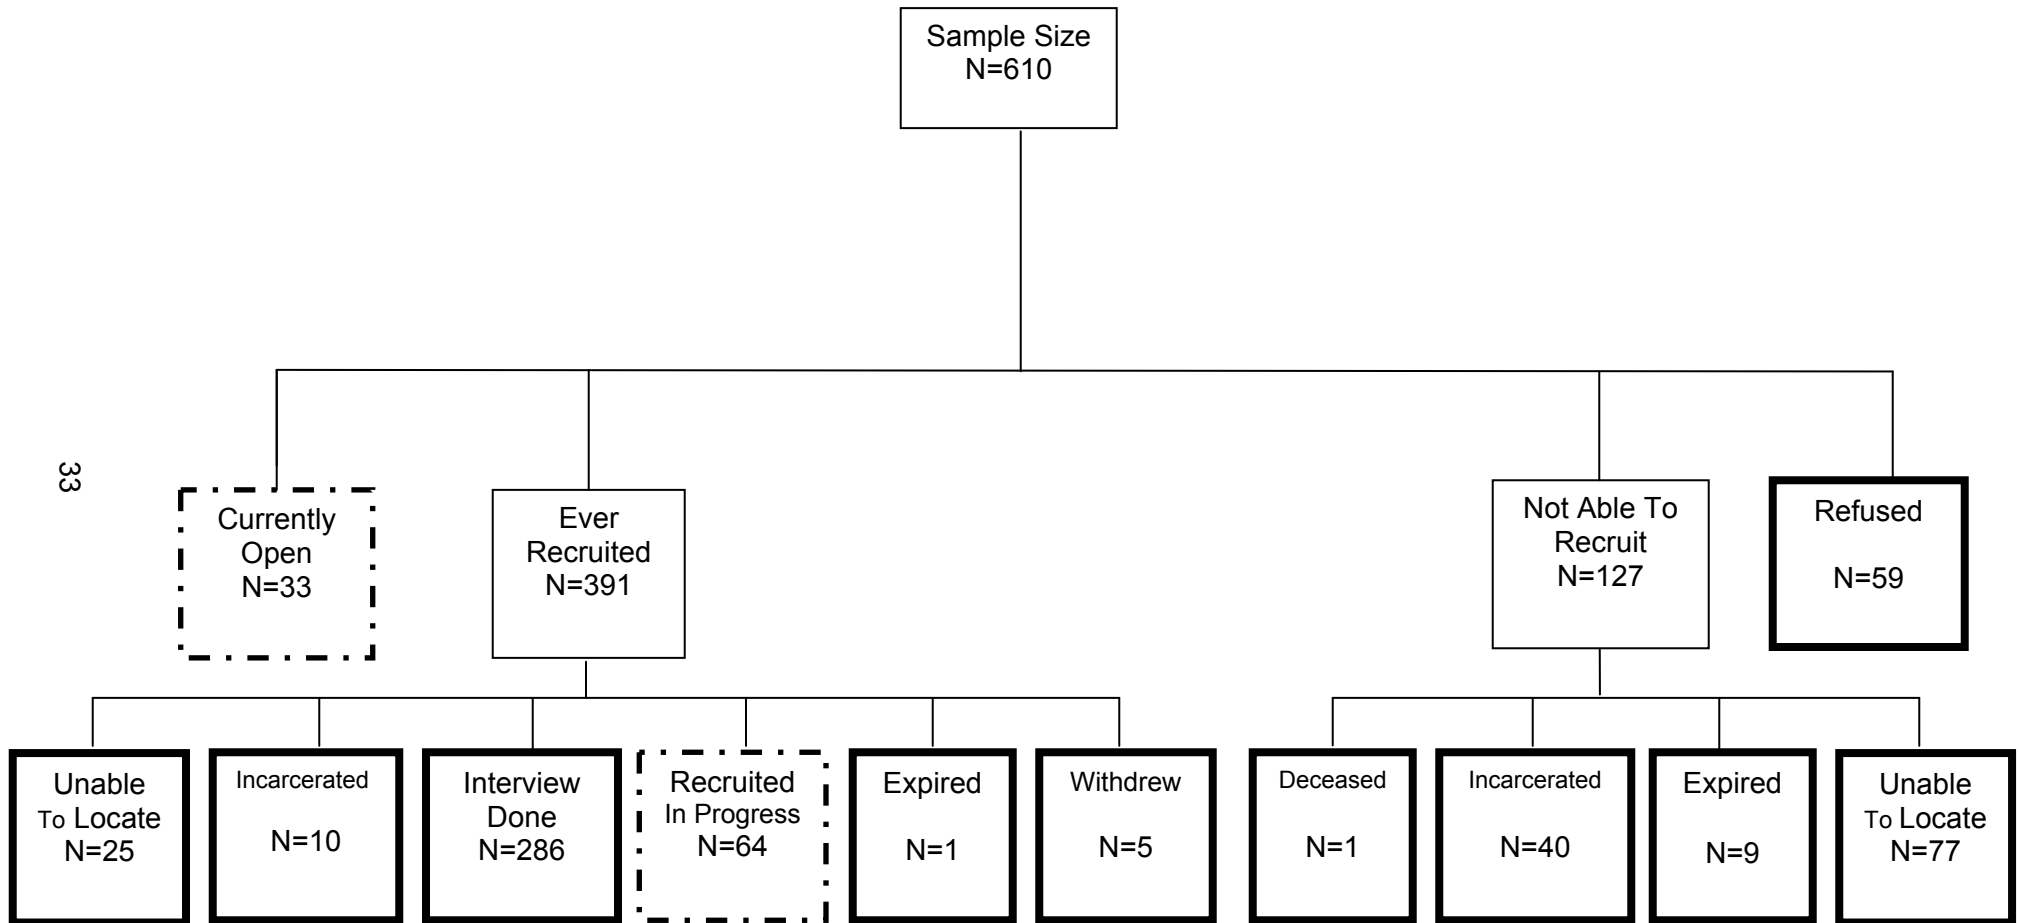 Sample Size
N=610
33
Currently
Open
N=33
Ever
Recruited
N=391
Not Able To
Recruit
N=127
Refused
N=59
Unable
To Locate
N=25
Incarcerated
N=10
Interview
Done
N=286
Recruited
In Progress
N=64
Expired
N=1
Withdrew
N=5
Deceased
N=1
Incarcerated
N=40
Expired
N=9
Unable
To Locate
N=77